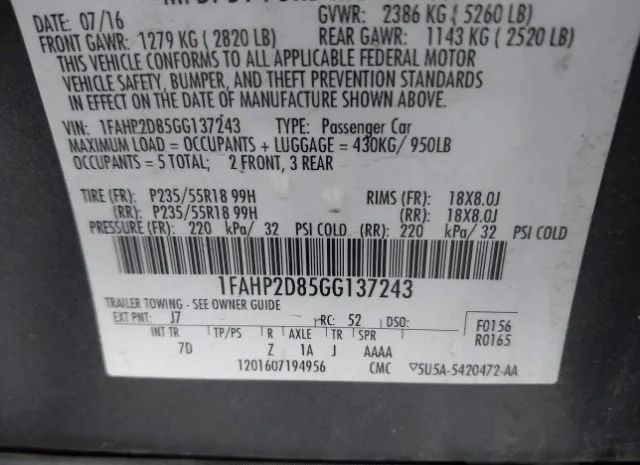 MFD. BY FORD
DATE: 07/16 GVWR: 2386 KG ( 5260 LB)
FRONT GAWR: 1279 KG ( 2820 LB) REAR GAWR: 1143 KG ( 2520 LB)
THIS VEHICLE CONFORMS TO ALL APPLICABLE FEDERAL MOTOR
VEHICLE SAFETY, BUMPER, AND THEFT PREVENTION STANDARDS
IN EFFECT ON THE DATE OF MANUFACTURE SHOWN ABOVE.
VIN: 1FAHP2D85GG137243 TYPE: Passenger Car
MAXIMUM LOAD = OCCUPANTS + LUGGAGE = 430KG/ 950LB
OCCUPANTS = 5 TOTAL; 2 FRONT, 3 REAR
TIRE (FR): P235/55R18 99H RIMS (FR): 18X8.0J
(RR): P235/55R18 99H (RR): 18X8.0J
PRESSURE (FR): 220 kPa/ 32 PSI COLD (RR): 220 kPa/ 32 PSI COLD
1FAHP2D85GG137243
TRAILER TOWING - SEE OWNER GUIDE
EXT PNT: J7 RC: 52 DSO: F0156
INT TR TP/PS R AXLE TR SPR R0165
7D Z 1A J AAAA
1201607194956 CMC ▽5U5A-5420472-AA